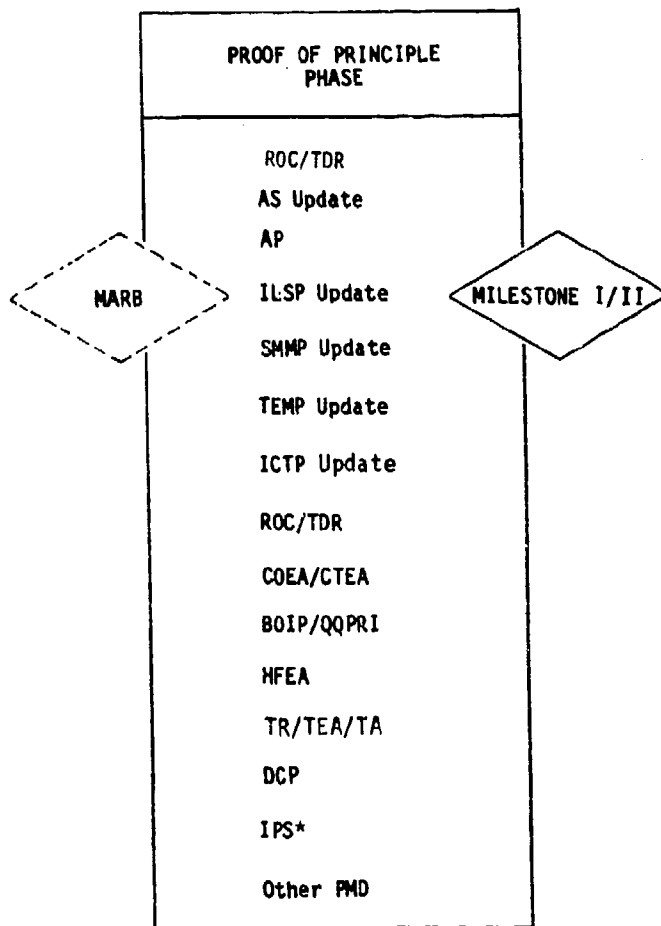 PROOF OF PRINCIPLE
PHASE
ROC/TDR
AS Update
AP
MARB
ILSP Update
MILESTONE I/II
SMMP Update
TEMP Update
ICTP Update
ROC/TDR
COEA/CTEA
BOIP/QQPRI
HFEA
TR/TEA/TA
DCP
IPS*
Other PMD